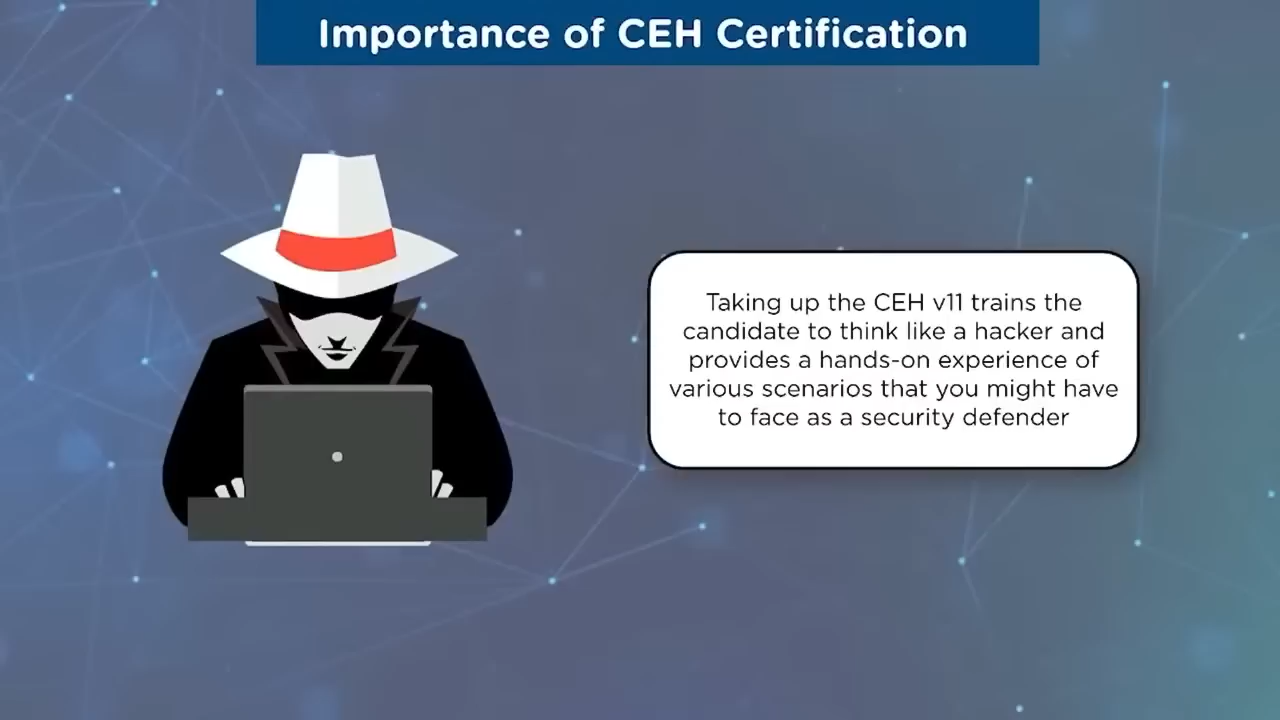 Importance of CEH Certification
Taking up the CEH v11 trains the
candidate to think like a hacker and
provides a hands-on experience of
various scenarios that you might have
to face as a security defender